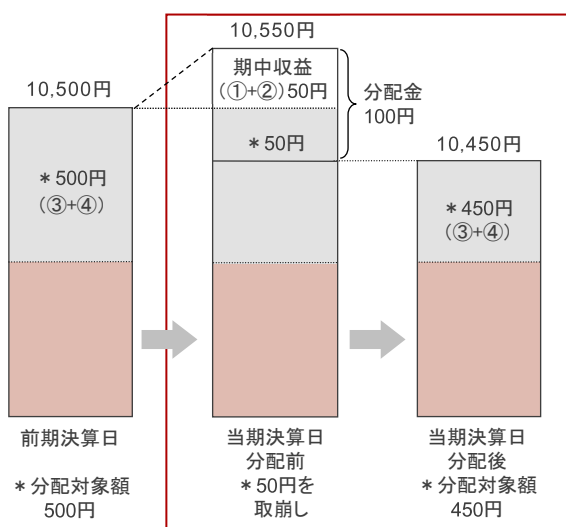 10,550円
10,500円
期中収益
(①+②)50円
分配金
100円
＊50円
10,450円
＊500円
(③+④)
＊450円
(③+④)
前期決算日
＊分配対象額
500円
当期決算日
分配前
＊50円を
取崩し
当期決算日
分配後
＊分配対象額
450円